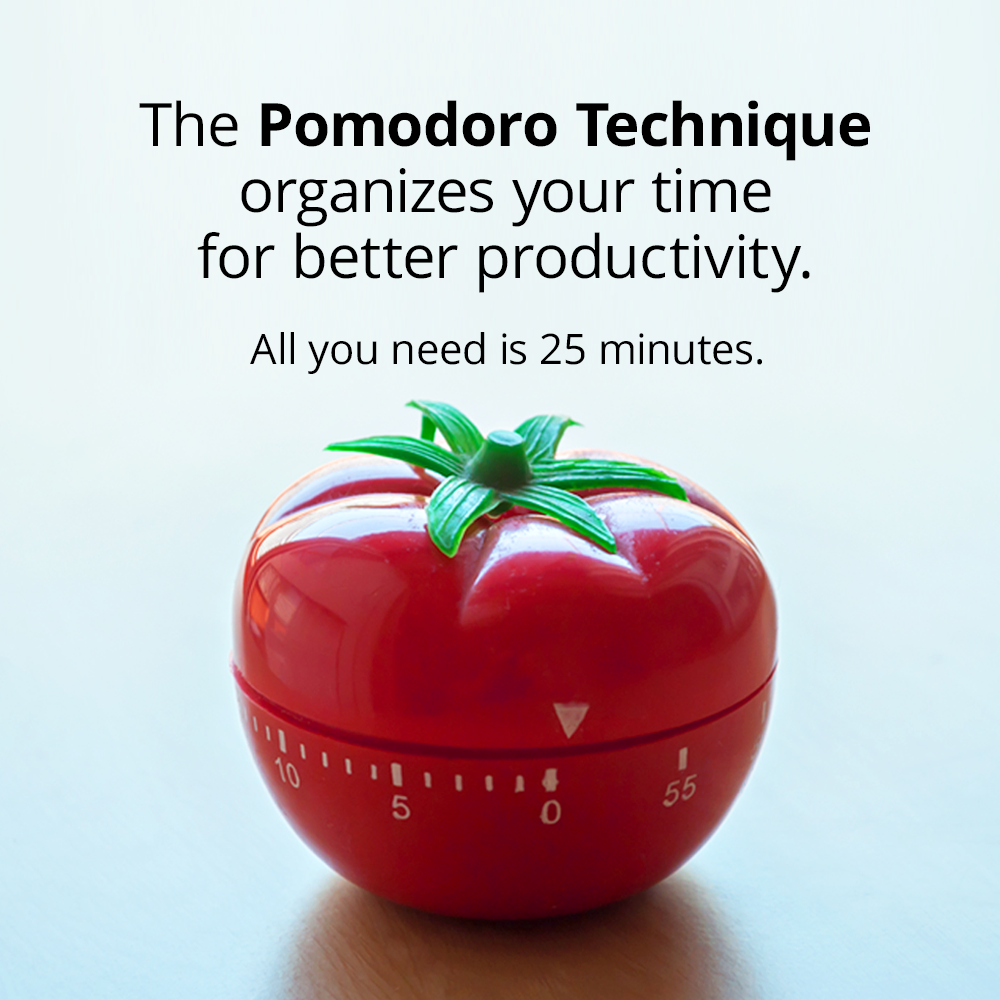 The Pomodoro Technique
organizes your time
for better productivity.
All you need is 25 minutes.
10 5 0 55